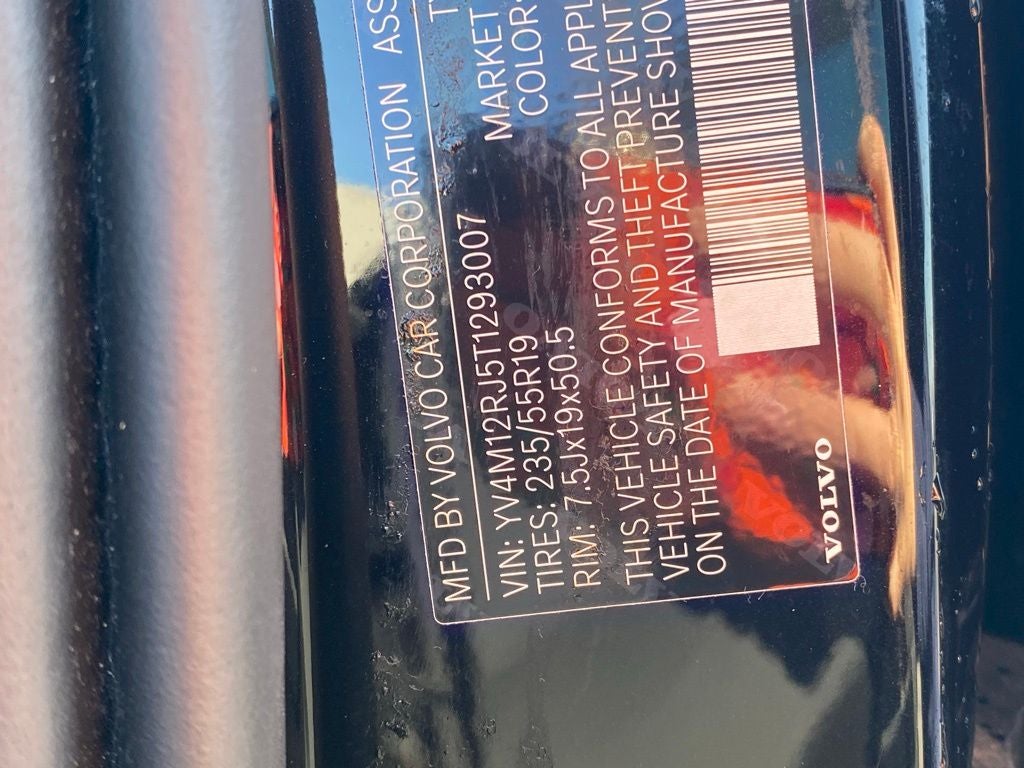 MFD BY VOLVO CAR CORPORATION ASS
VIN: YV4M12RJ5T1293007
MARKET
TIRES: 235/55R19
COLOR:
RIM: 7.5Jx19x50.5
THIS VEHICLE CONFORMS TO ALL APPL
VEHICLE SAFETY AND THEFT PREVENT
ON THE DATE OF MANUFACTURE SHOW
VOLVO